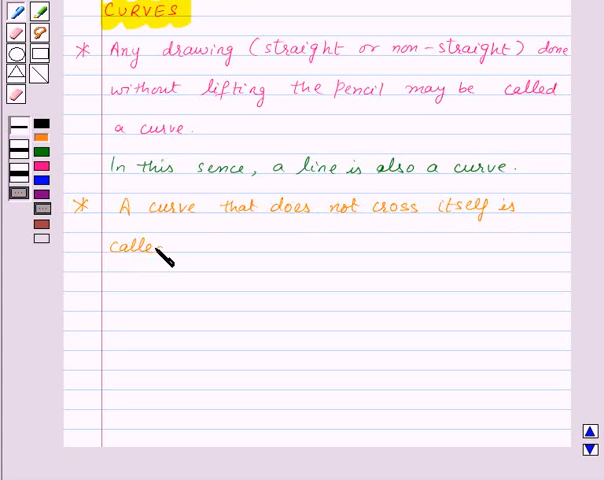 CURVES
* Any drawing (straight or non-straight) done
without lifting the pencil may be called
a curve.
In this sence, a line is also a curve.
* A curve that does not cross itself is
calle